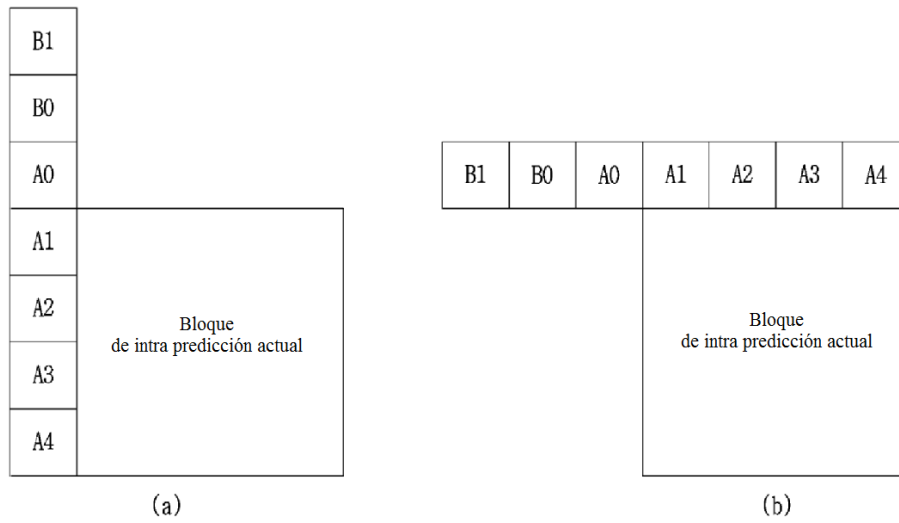 B1
B0
A0
A1
A2
A3
A4
Bloque
de intra predicción actual
(a)
B1 B0 A0 A1 A2 A3 A4
Bloque
de intra predicción actual
(b)